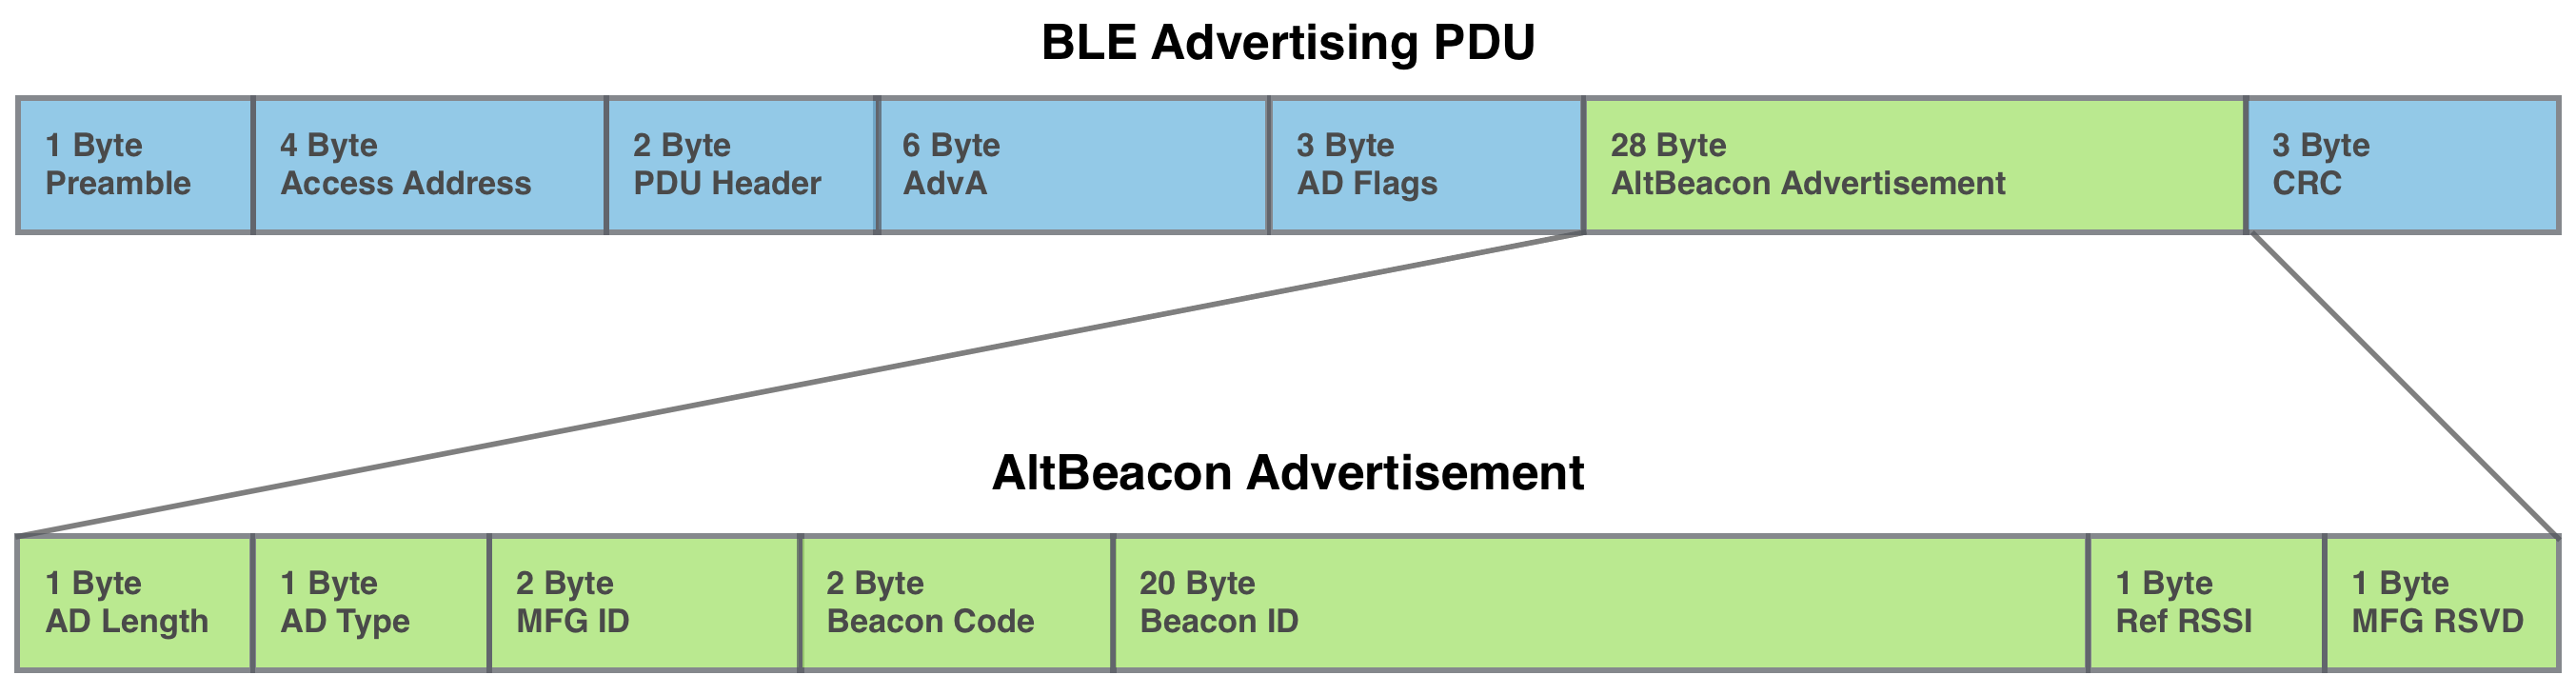 BLE Advertising PDU
1 Byte
Preamble
4 Byte
Access Address
2 Byte
PDU Header
6 Byte
AdvA
3 Byte
AD Flags
28 Byte
AltBeacon Advertisement
3 Byte
CRC
AltBeacon Advertisement
1 Byte
AD Length
1 Byte
AD Type
2 Byte
MFG ID
2 Byte
Beacon Code
20 Byte
Beacon ID
1 Byte
Ref RSSI
1 Byte
MFG RSVD